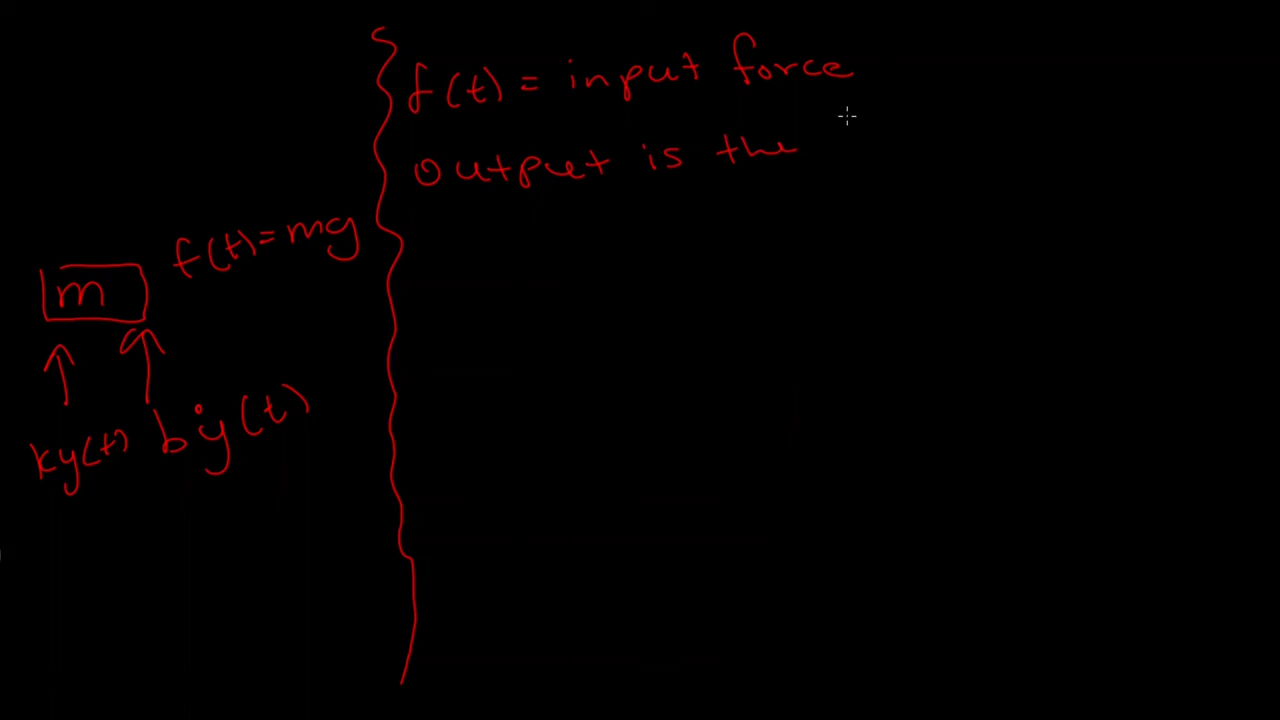 f(t) = input force
output is the
f(t)=mg
m
ky(t) bẏ(t)